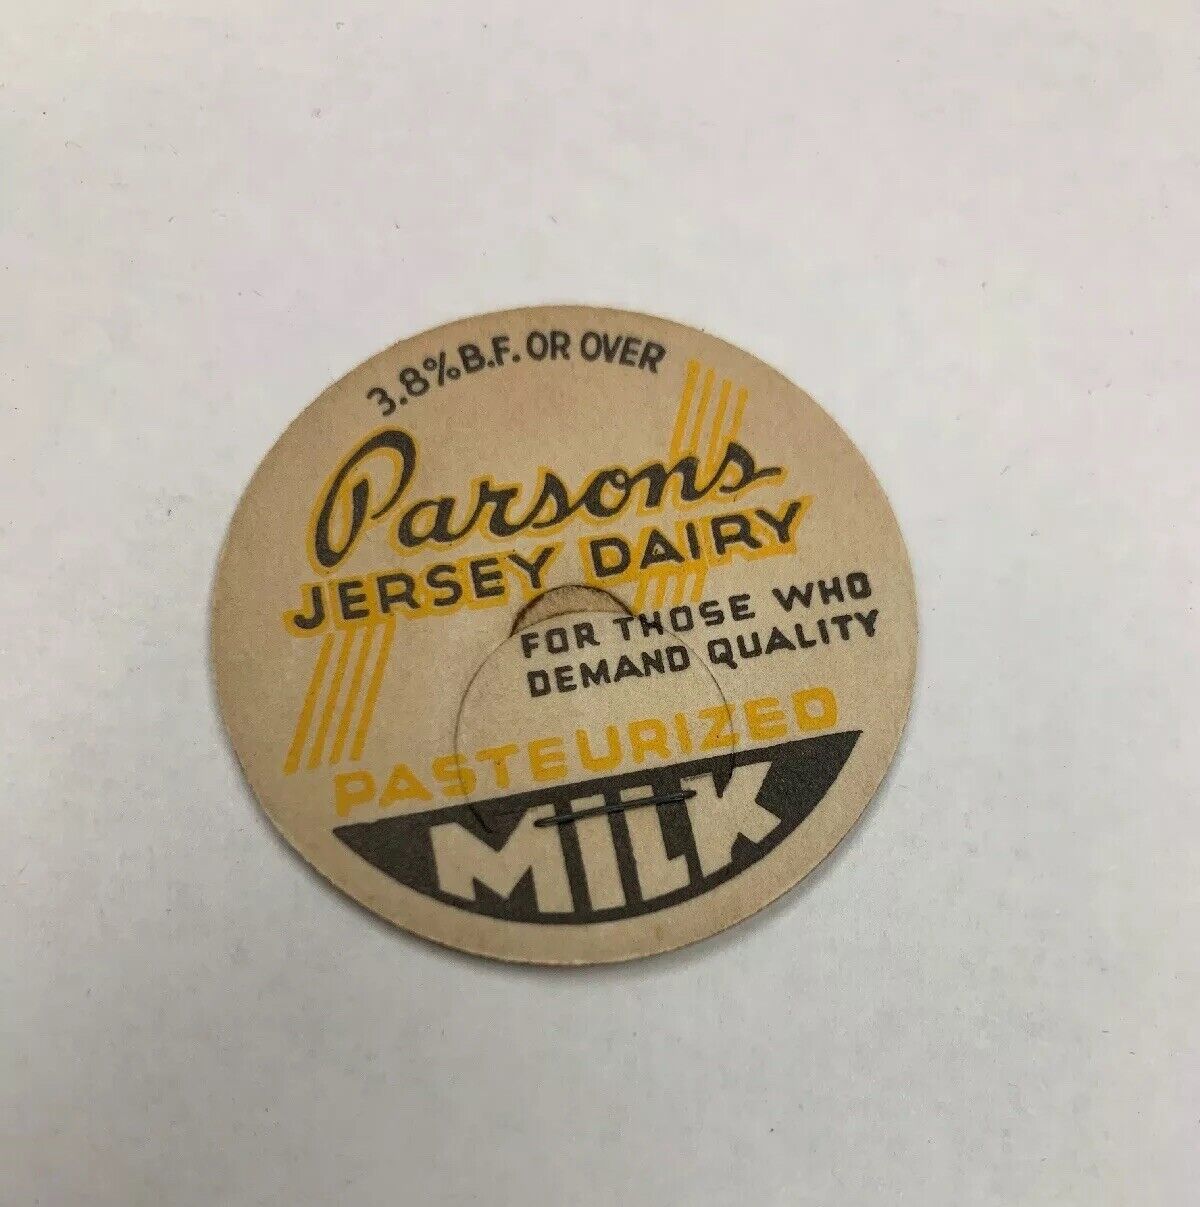 3.8% B.F. OR OVER
Parsons
JERSEY DAIRY
FOR THOSE WHO
DEMAND QUALITY
PASTEURIZED
MiLK